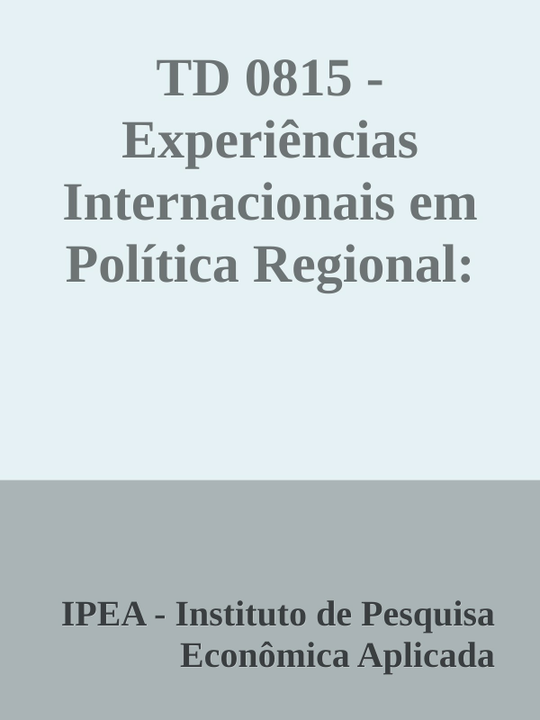 TD 0815 -
Experiências
Internacionais em
Política Regional:
IPEA - Instituto de Pesquisa
Econômica Aplicada